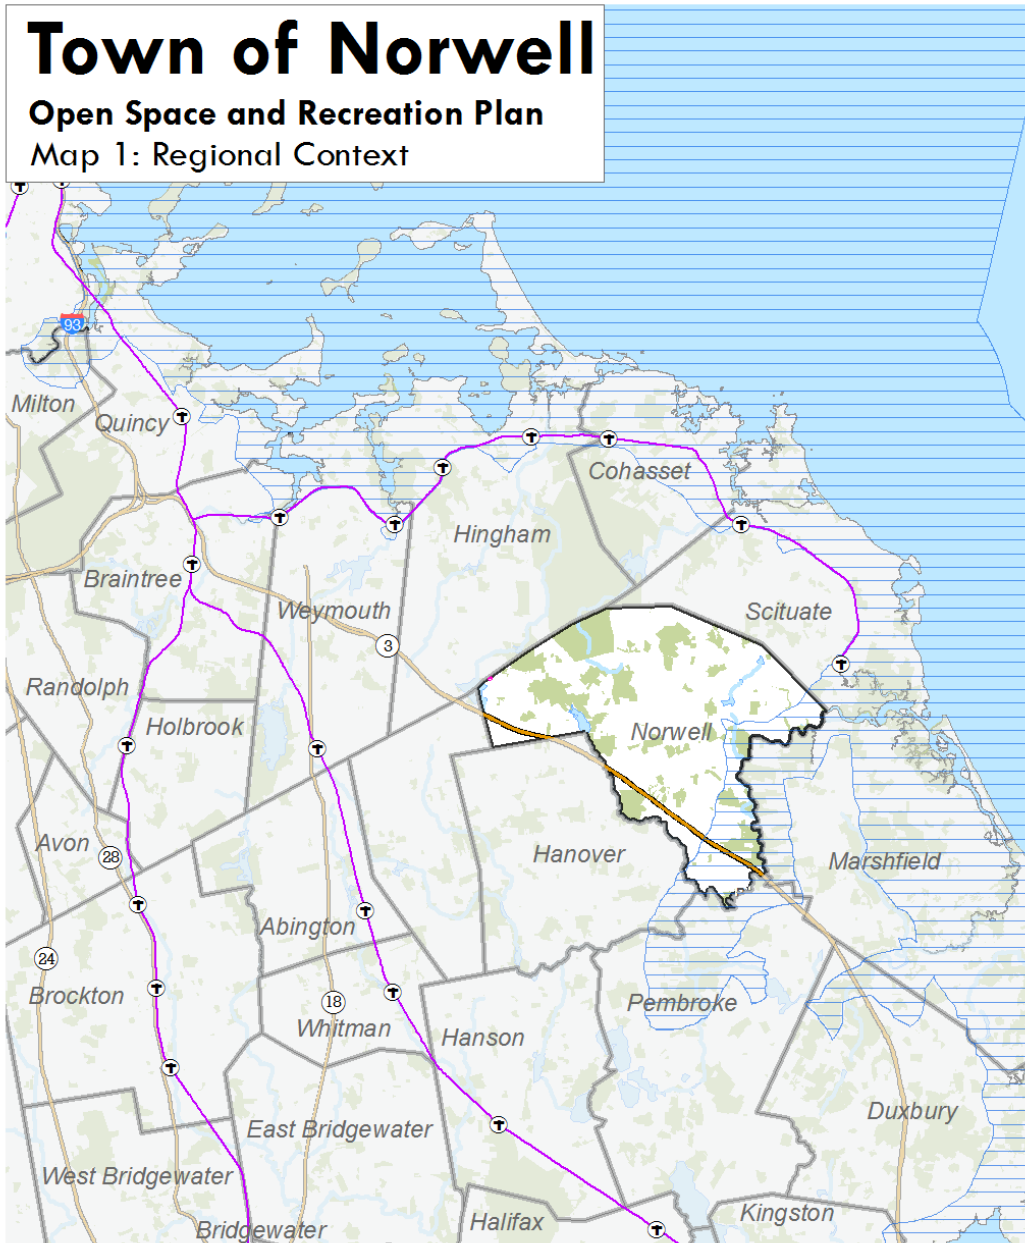 Town of Norwell
Open Space and Recreation Plan
Map 1: Regional Context
93
Milton
Quincy
Cohasset
Hingham
Braintree
Weymouth
Scituate
3
Randolph
Holbrook
Norwell
Avon
28
Hanover
Marshfield
Abington
24
Brockton
18
Whitman
Hanson
Pembroke
Duxbury
East Bridgewater
West Bridgewater
Bridgewater
Halifax
Kingston